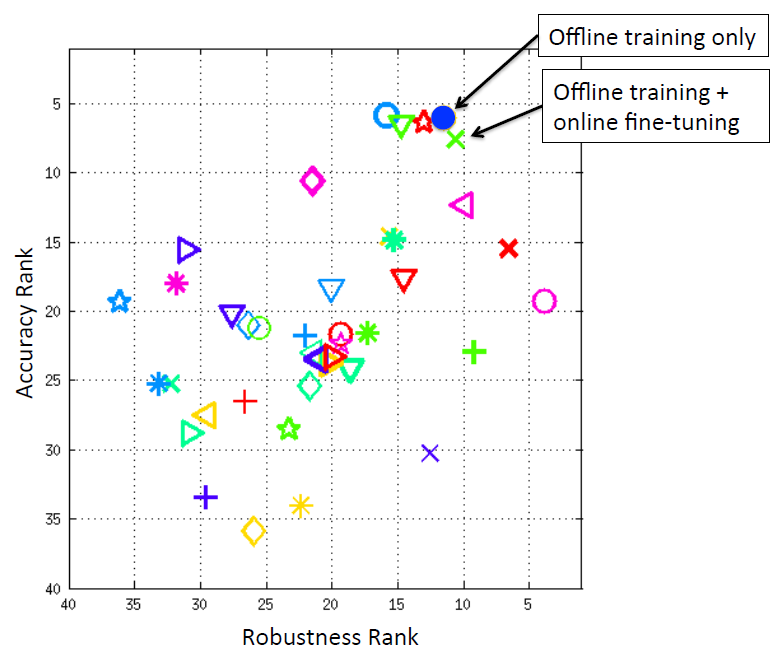 Offline training only
Offline training +
online fine-tuning
5
10
15
20
25
30
35
40
Accuracy Rank
40 35 30 25 20 15 10 5
Robustness Rank